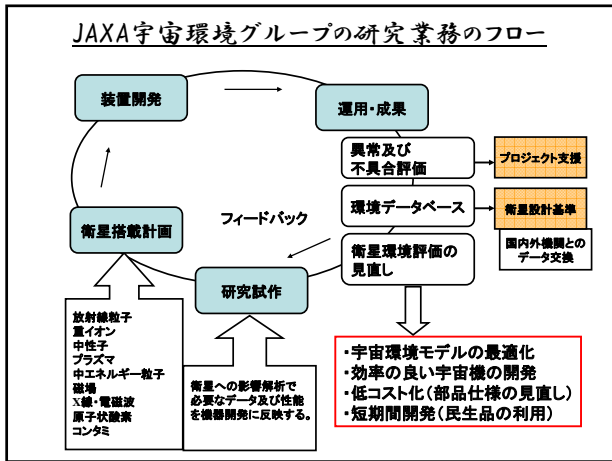 JAXA宇宙環境グループの研究業務のフロー
装置開発
運用・成果
異常及び
不具合評価
プロジェクト支援
環境データベース
衛星設計基準
国内外機関との
データ交換
衛星環境評価の
見直し
フィードバック
衛星搭載計画
研究試作
放射線粒子
重イオン
中性子
プラズマ
中エネルギー粒子
磁場
X線・電磁波
原子状酸素
コンタミ
衛星への影響解析で
必要なデータ及び性能
を機器開発に反映する。
・宇宙環境モデルの最適化
・効率の良い宇宙機の開発
・低コスト化(部品仕様の見直し)
・短期間開発(民生品の利用)